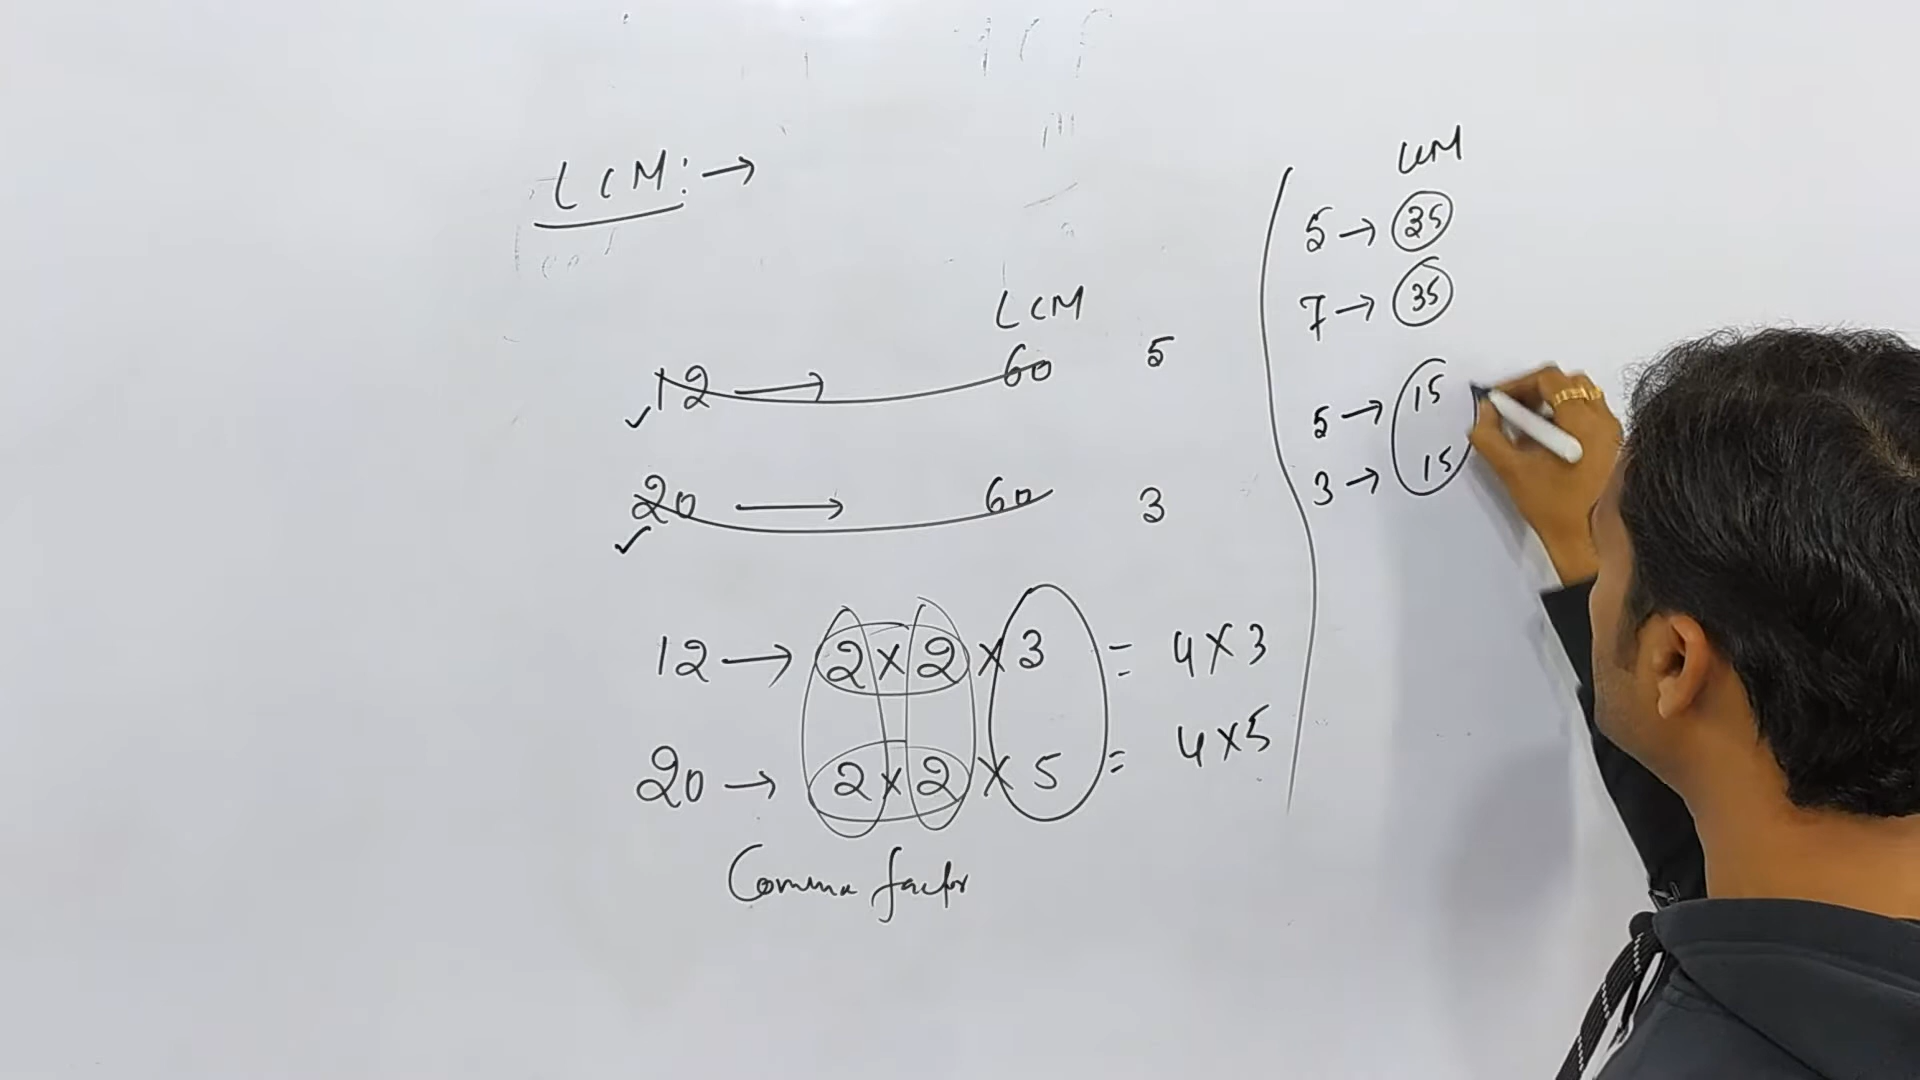 LCM:→
LCM
12 → 60 5
✓
20 → 60 3
✓
12 → 2×2×3 = 4×3
20 → 2×2×5 = 4×5
Common factor
LCM
5 → 35
7 → 35
5 → 15
3 → 15